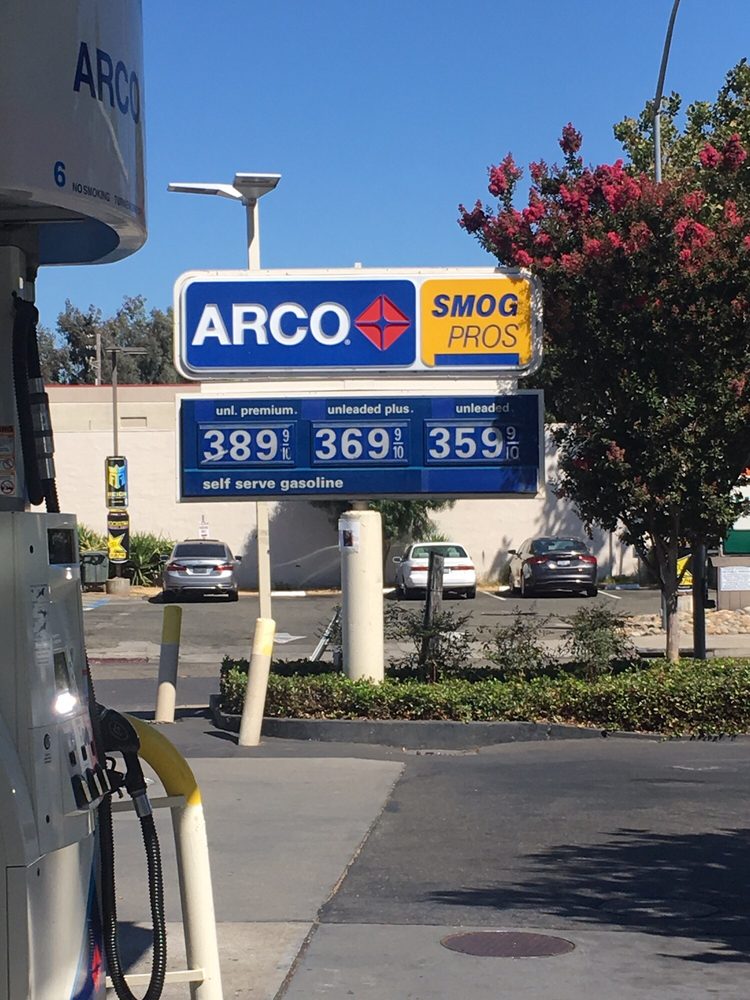 ARCO
6 NO SMOKING
ARCO
SMOG
PROS
unl. premium. unleaded plus. unleaded.
389 9/10 369 9/10 359 9/10
self serve gasoline